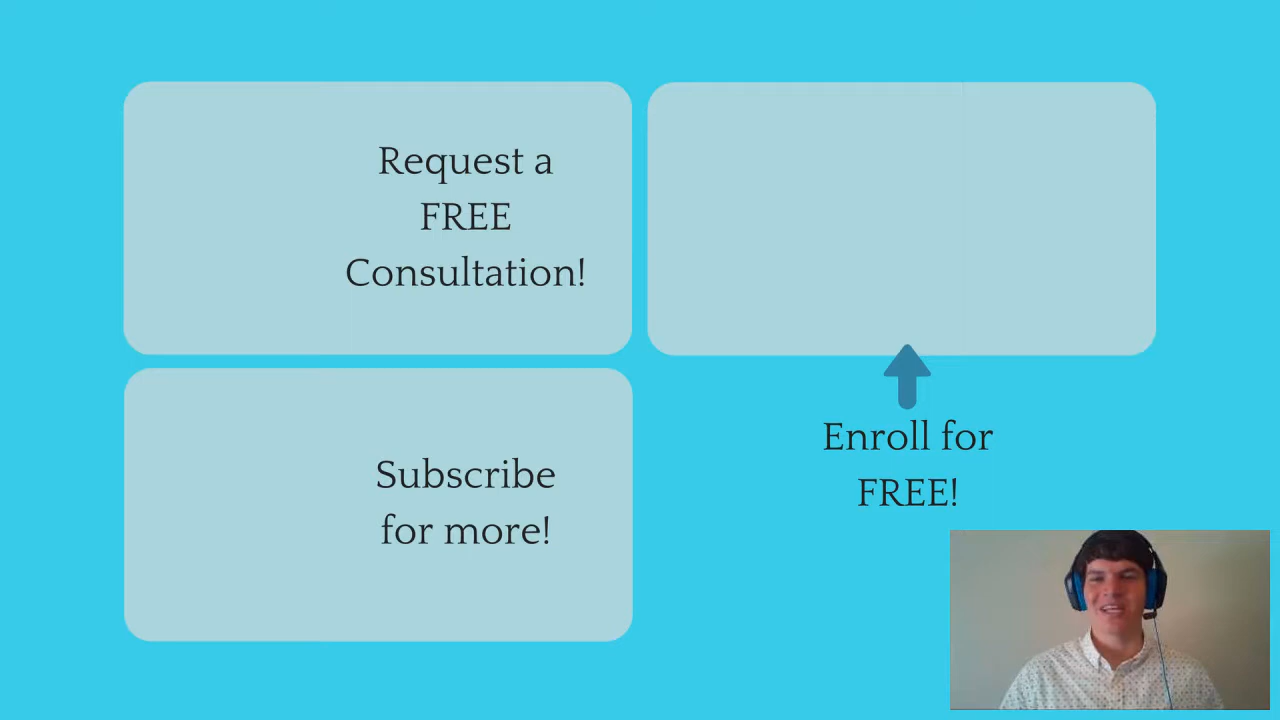 Request a
FREE
Consultation!
Subscribe
for more!
Enroll for
FREE!